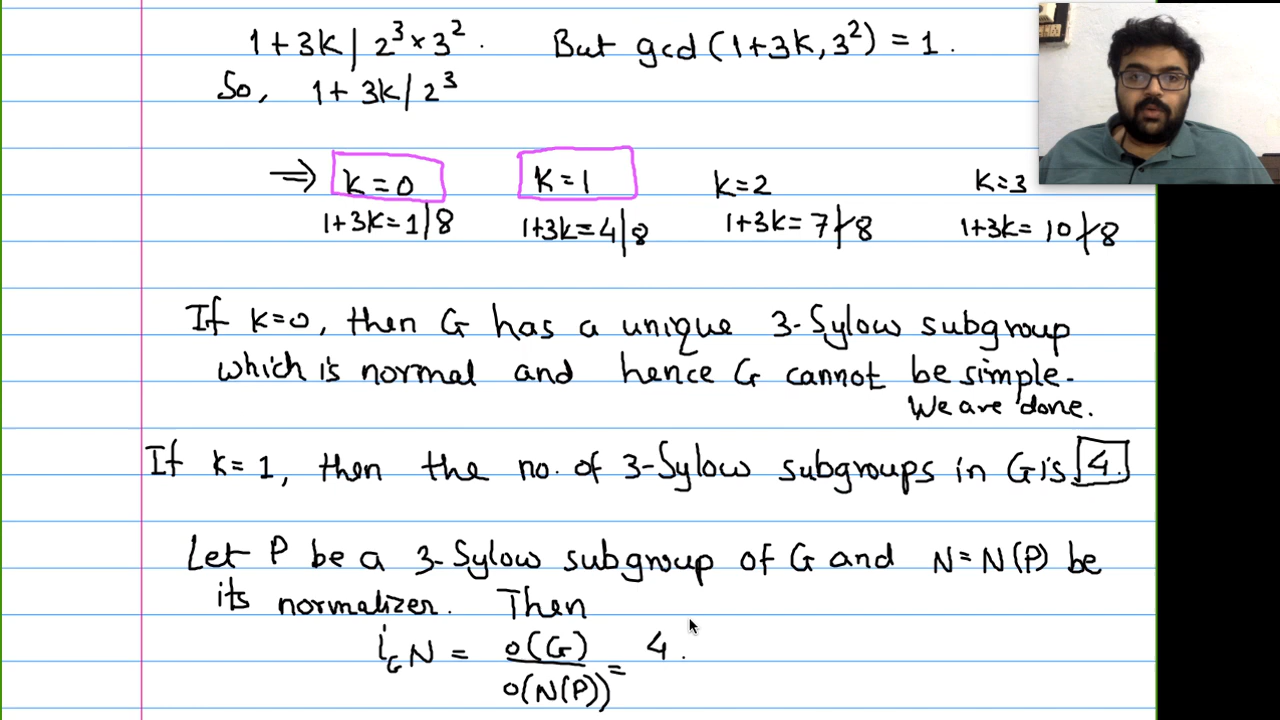 1+3k | 2³×3². But gcd(1+3k, 3²) = 1.
So, 1+3k | 2³
⇒ k=0 k=1 k=2 k=3
1+3k=1|8 1+3k=4|8 1+3k=7∤8 1+3k=10∤8
If k=0, then G has a unique 3-Sylow subgroup
which is normal and hence G cannot be simple.
We are done.
If k=1, then the no. of 3-Sylow subgroups in G is 4.
Let P be a 3-Sylow subgroup of G and N=N(P) be
its normalizer. Then
i_G N = o(G)/o(N(P)) = 4.